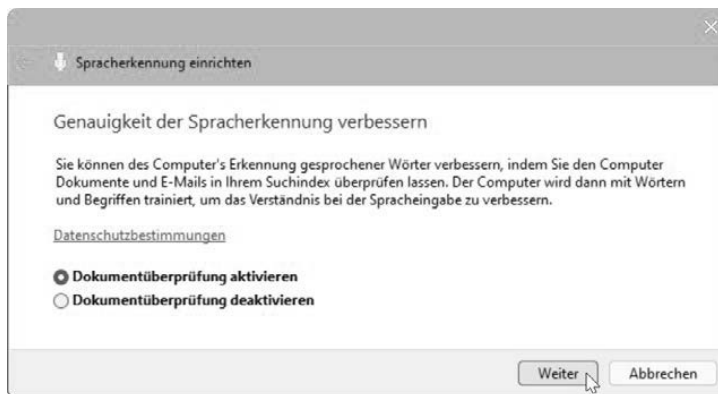 Spracherkennung einrichten
Genauigkeit der Spracherkennung verbessern
Sie können des Computer's Erkennung gesprochener Wörter verbessern, indem Sie den Computer
Dokumente und E-Mails in Ihrem Suchindex überprüfen lassen. Der Computer wird dann mit Wörtern
und Begriffen trainiert, um das Verständnis bei der Spracheingabe zu verbessern.
Datenschutzbestimmungen
Dokumentüberprüfung aktivieren
Dokumentüberprüfung deaktivieren
Weiter Abbrechen